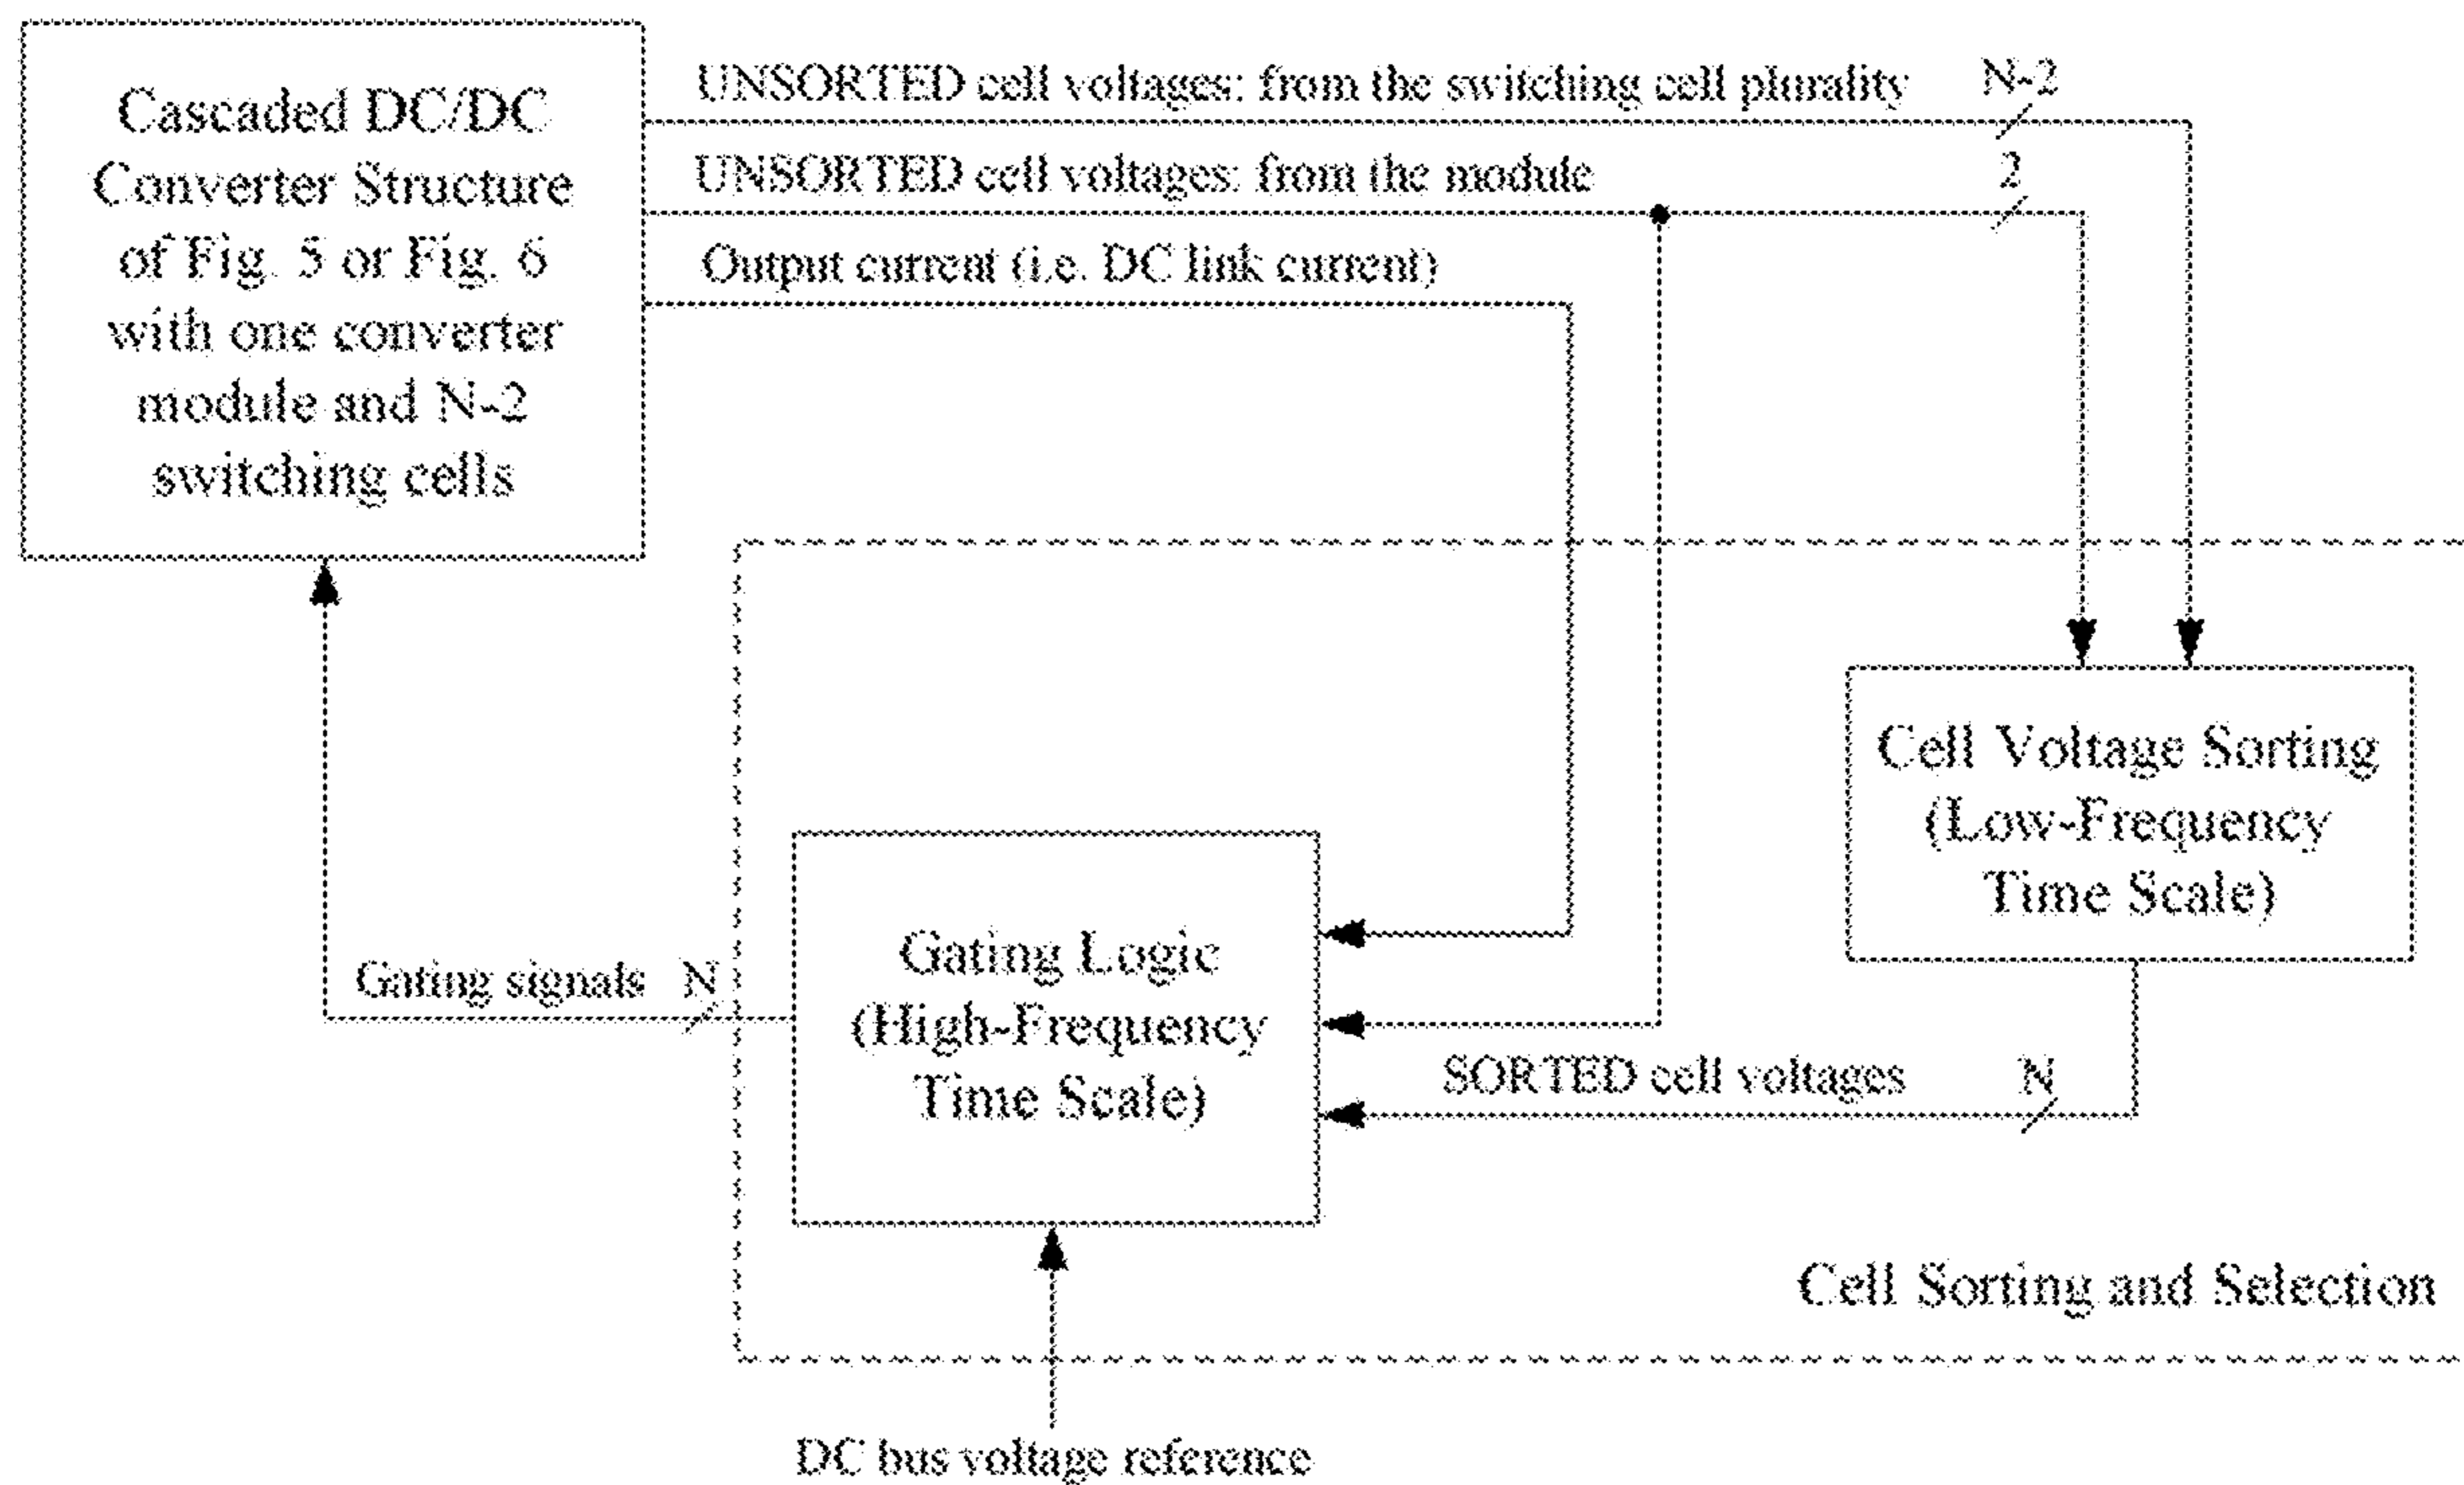 Cascaded DC/DC
Converter Structure
of Fig. 5 or Fig. 6
with one converter
module and N-2
switching cells
UNSORTED cell voltages: from the switching cell plurality N-2
UNSORTED cell voltages: from the module 2
Output current (i.e. DC link current)
Cell Voltage Sorting
(Low-Frequency
Time Scale)
Gating Logic
(High-Frequency
Time Scale)
Gating signals N
SORTED cell voltages N
Cell Sorting and Selection
DC bus voltage reference